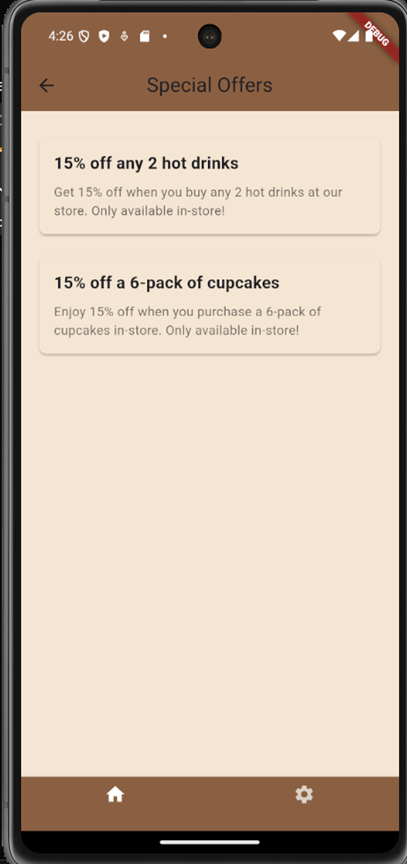 4:26
DEBUG
Special Offers
15% off any 2 hot drinks
Get 15% off when you buy any 2 hot drinks at our
store. Only available in-store!
15% off a 6-pack of cupcakes
Enjoy 15% off when you purchase a 6-pack of
cupcakes in-store. Only available in-store!